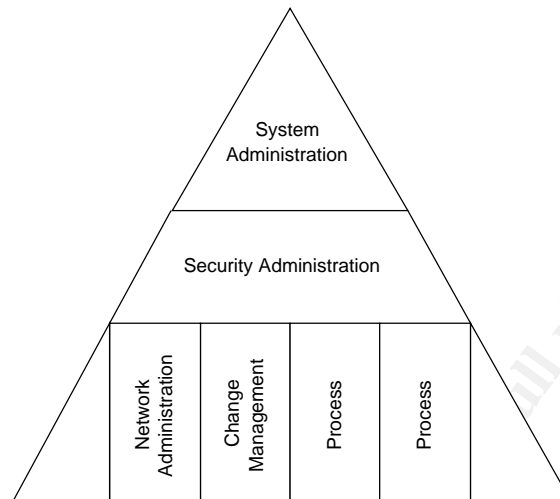 System
Administration
Security Administration
Network
Administration
Change
Management
Process
Process